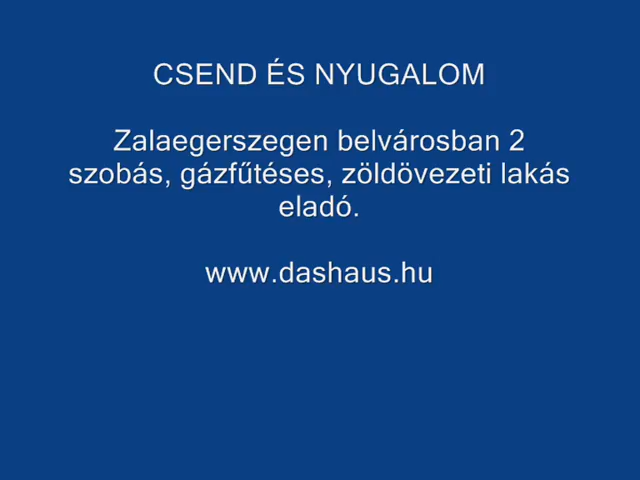 CSEND ÉS NYUGALOM
Zalaegerszegen belvárosban 2
szobás, gázfűtéses, zöldövezeti lakás
eladó.
www.dashaus.hu